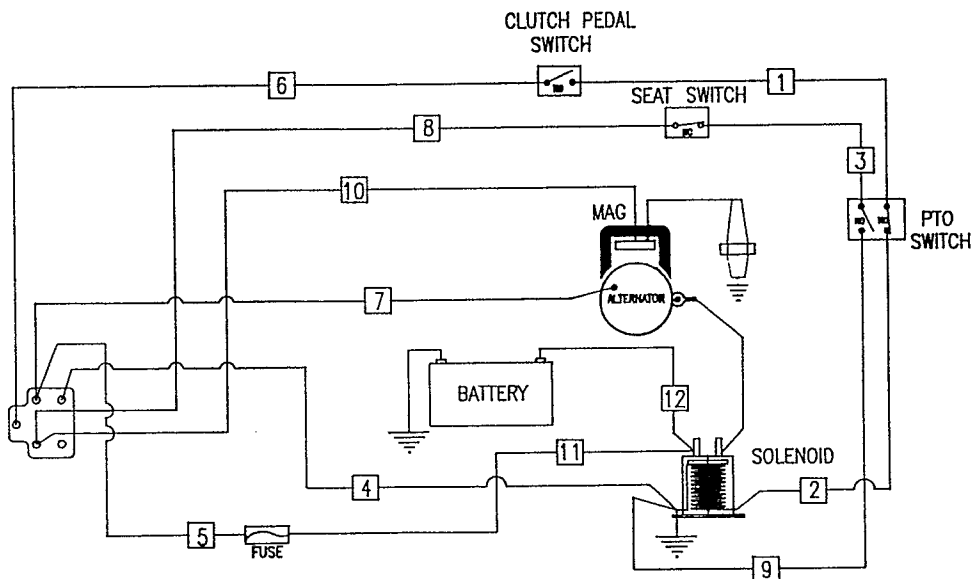 CLUTCH PEDAL
SWITCH
6
1
SEAT SWITCH
8
NC
3
10
MAG
PTO
SWITCH
7
ALTERNATOR
BATTERY
12
11
SOLENOID
4
2
5
FUSE
9